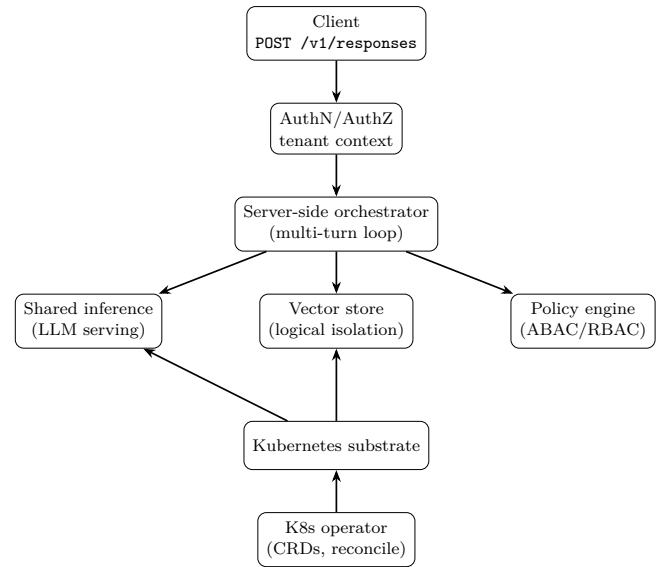 Client
POST /v1/responses
AuthN/AuthZ
tenant context
Server-side orchestrator
(multi-turn loop)
Shared inference
(LLM serving)
Vector store
(logical isolation)
Policy engine
(ABAC/RBAC)
Kubernetes substrate
K8s operator
(CRDs, reconcile)